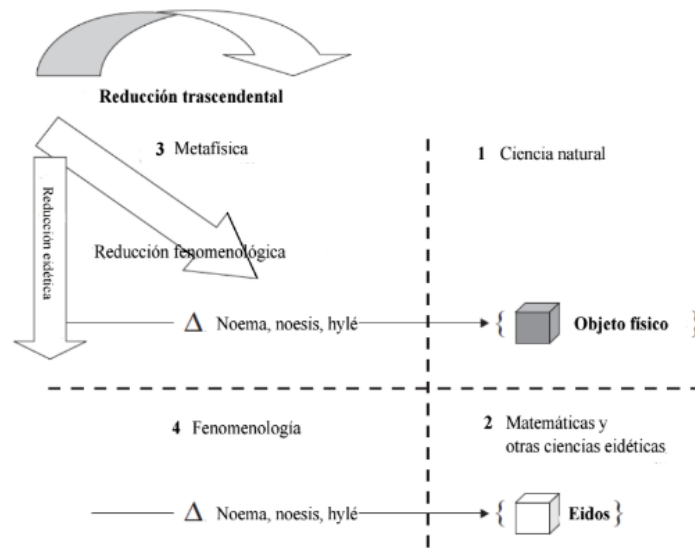 Reducción trascendental
3 Metafísica
1 Ciencia natural
Reducción eidética
Reducción fenomenológica
Δ Noema, noesis, hylé
{ Objeto físico }
4 Fenomenología
2 Matemáticas y
otras ciencias eidéticas
Δ Noema, noesis, hylé
{ Eidos }